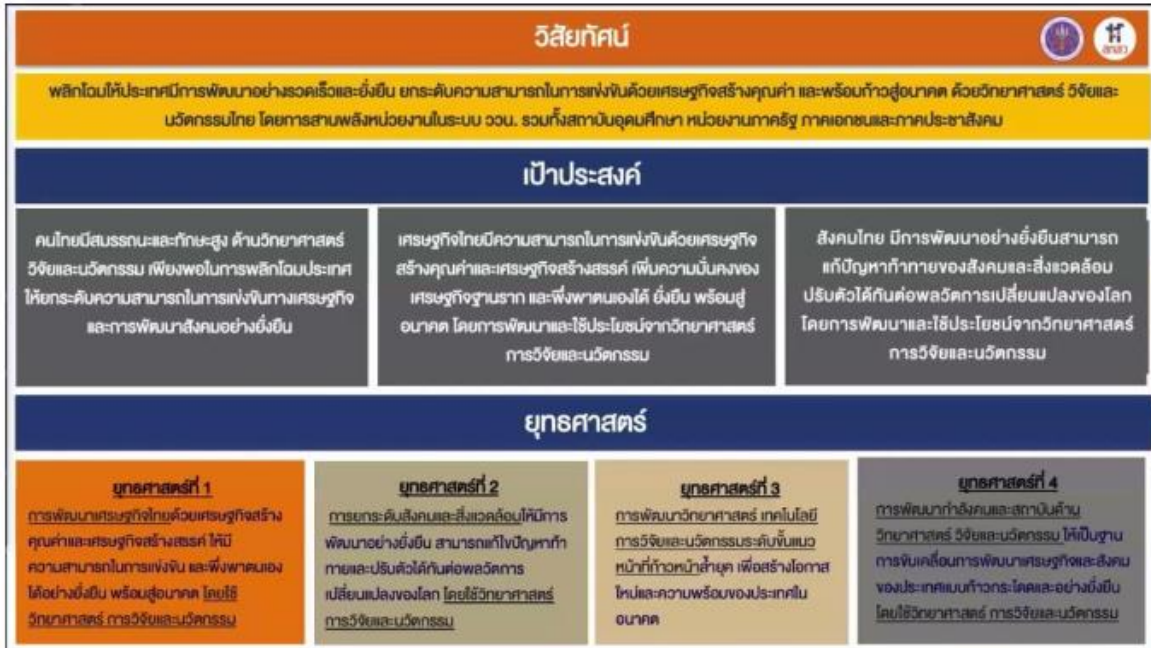 วิสัยทัศน์
สกสว
พลิกโฉมให้ประเทศมีการพัฒนาอย่างรวดเร็วและยั่งยืน ยกระดับความสามารถในการแข่งขันด้วยเศรษฐกิจสร้างคุณค่า และพร้อมก้าวสู่อนาคต ด้วยวิทยาศาสตร์ วิจัยและ
นวัตกรรมไทย โดยการสานพลังหน่วยงานในระบบ ววน. รวมทั้งสถาบันอุดมศึกษา หน่วยงานภาครัฐ ภาคเอกชนและภาคประชาสังคม
เป้าประสงค์
คนไทยมีสมรรถนะและทักษะสูง ด้านวิทยาศาสตร์
วิจัยและนวัตกรรม เพียงพอในการพลิกโฉมประเทศ
ให้ยกระดับความสามารถในการแข่งขันทางเศรษฐกิจ
และการพัฒนาสังคมอย่างยั่งยืน
เศรษฐกิจไทยมีความสามารถในการแข่งขันด้วยเศรษฐกิจ
สร้างคุณค่าและเศรษฐกิจสร้างสรรค์ เพิ่มความมั่นคงของ
เศรษฐกิจฐานราก และพึ่งพาตนเองได้ ยั่งยืน พร้อมสู่
อนาคต โดยการพัฒนาและใช้ประโยชน์จากวิทยาศาสตร์
การวิจัยและนวัตกรรม
สังคมไทย มีการพัฒนาอย่างยั่งยืนสามารถ
แก้ปัญหาท้าทายของสังคมและสิ่งแวดล้อม
ปรับตัวได้ทันต่อพลวัตการเปลี่ยนแปลงของโลก
โดยการพัฒนาและใช้ประโยชน์จากวิทยาศาสตร์
การวิจัยและนวัตกรรม
ยุทธศาสตร์
ยุทธศาสตร์ที่ 1
การพัฒนาเศรษฐกิจไทยด้วยเศรษฐกิจสร้าง
คุณค่าและเศรษฐกิจสร้างสรรค์ ให้มี
ความสามารถในการแข่งขัน และพึ่งพาตนเอง
ได้อย่างยั่งยืน พร้อมสู่อนาคต โดยใช้
วิทยาศาสตร์ การวิจัยและนวัตกรรม
ยุทธศาสตร์ที่ 2
การยกระดับสังคมและสิ่งแวดล้อมให้มีการ
พัฒนาอย่างยั่งยืน สามารถแก้ไขปัญหาท้า
ทายและปรับตัวได้ทันต่อพลวัตการ
เปลี่ยนแปลงของโลก โดยใช้วิทยาศาสตร์
การวิจัยและนวัตกรรม
ยุทธศาสตร์ที่ 3
การพัฒนาวิทยาศาสตร์ เทคโนโลยี
การวิจัยและนวัตกรรมระดับขั้นแนว
หน้าที่ก้าวหน้าล้ำยุค เพื่อสร้างโอกาส
ใหม่และความพร้อมของประเทศใน
อนาคต
ยุทธศาสตร์ที่ 4
การพัฒนากำลังคนและสถาบันด้าน
วิทยาศาสตร์ วิจัยและนวัตกรรม ให้เป็นฐาน
การขับเคลื่อนการพัฒนาเศรษฐกิจและสังคม
ของประเทศแบบก้าวกระโดดและอย่างยั่งยืน
โดยใช้วิทยาศาสตร์ การวิจัยและนวัตกรรม